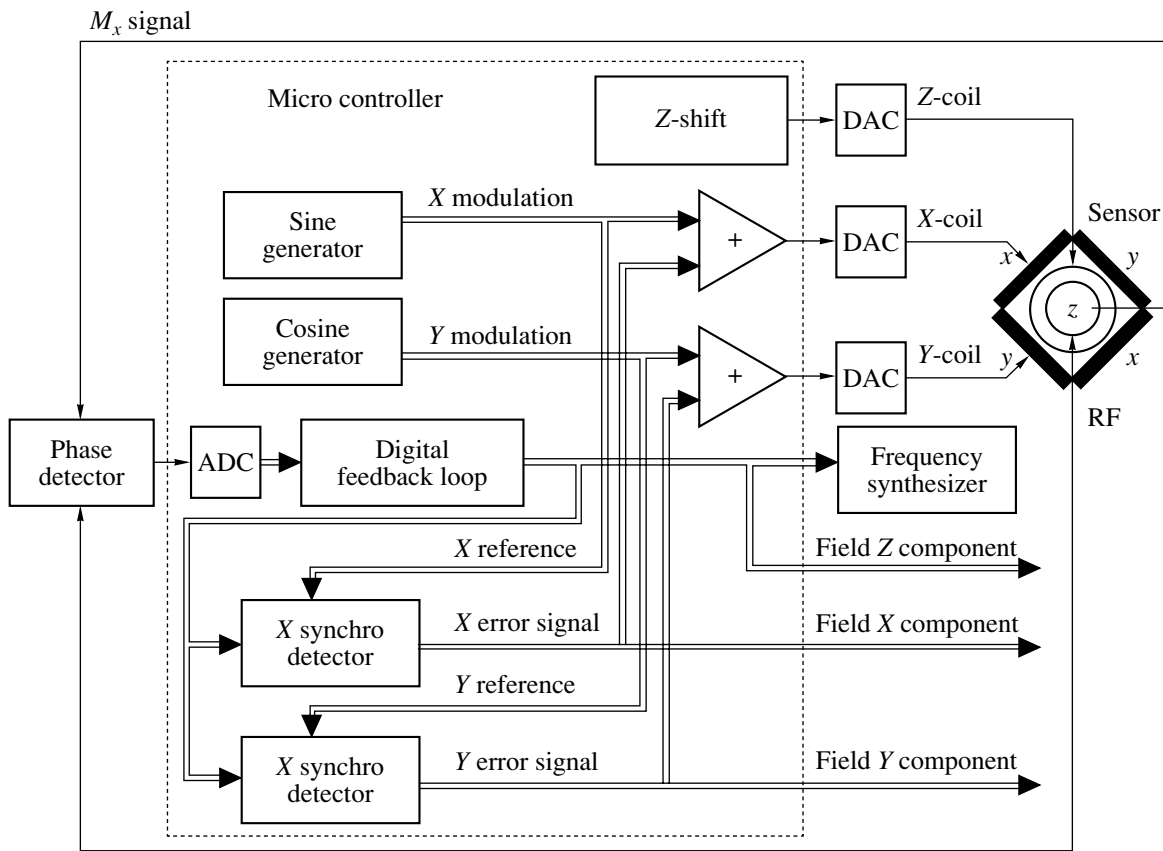 Mx signal
Micro controller
Z-shift
DAC
Z-coil
Sine
generator
X modulation
+
DAC
X-coil
Sensor
x
y
z
Cosine
generator
Y modulation
+
DAC
Y-coil
y
x
RF
Phase
detector
ADC
Digital
feedback loop
Frequency
synthesizer
X reference
Field Z component
X synchro
detector
X error signal
Field X component
Y reference
X synchro
detector
Y error signal
Field Y component